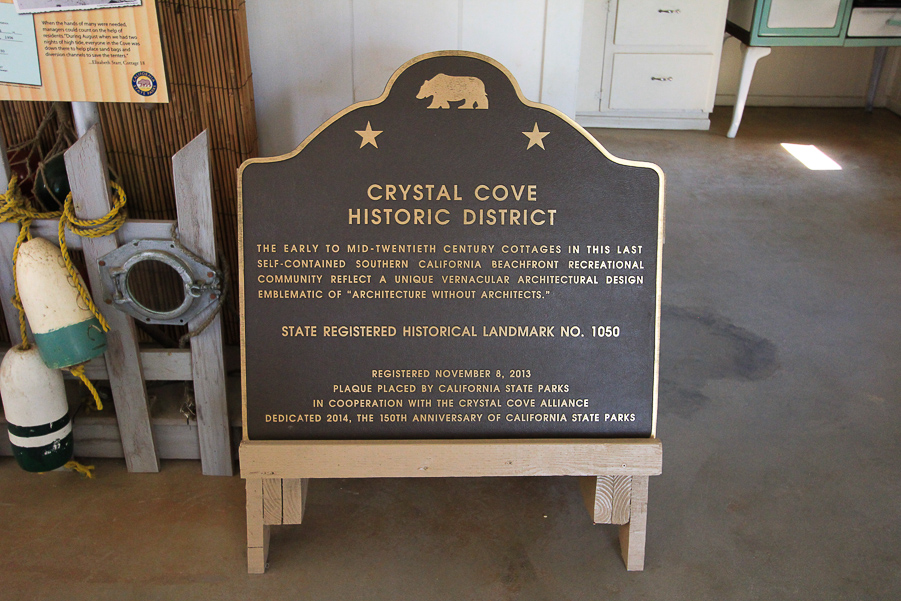 When the hands of many were needed,
managers could count on the help of
residents. "During August when we had two
nights of high tide, everyone in the Cove was
down there to help place sand bags and
diversion channels to save the tenters."
...Elizabeth Starr, Cottage 18
CRYSTAL COVE
HISTORIC DISTRICT
THE EARLY TO MID-TWENTIETH CENTURY COTTAGES IN THIS LAST
SELF-CONTAINED SOUTHERN CALIFORNIA BEACHFRONT RECREATIONAL
COMMUNITY REFLECT A UNIQUE VERNACULAR ARCHITECTURAL DESIGN
EMBLEMATIC OF "ARCHITECTURE WITHOUT ARCHITECTS."
STATE REGISTERED HISTORICAL LANDMARK NO. 1050
REGISTERED NOVEMBER 8, 2013
PLAQUE PLACED BY CALIFORNIA STATE PARKS
IN COOPERATION WITH THE CRYSTAL COVE ALLIANCE
DEDICATED 2014, THE 150TH ANNIVERSARY OF CALIFORNIA STATE PARKS